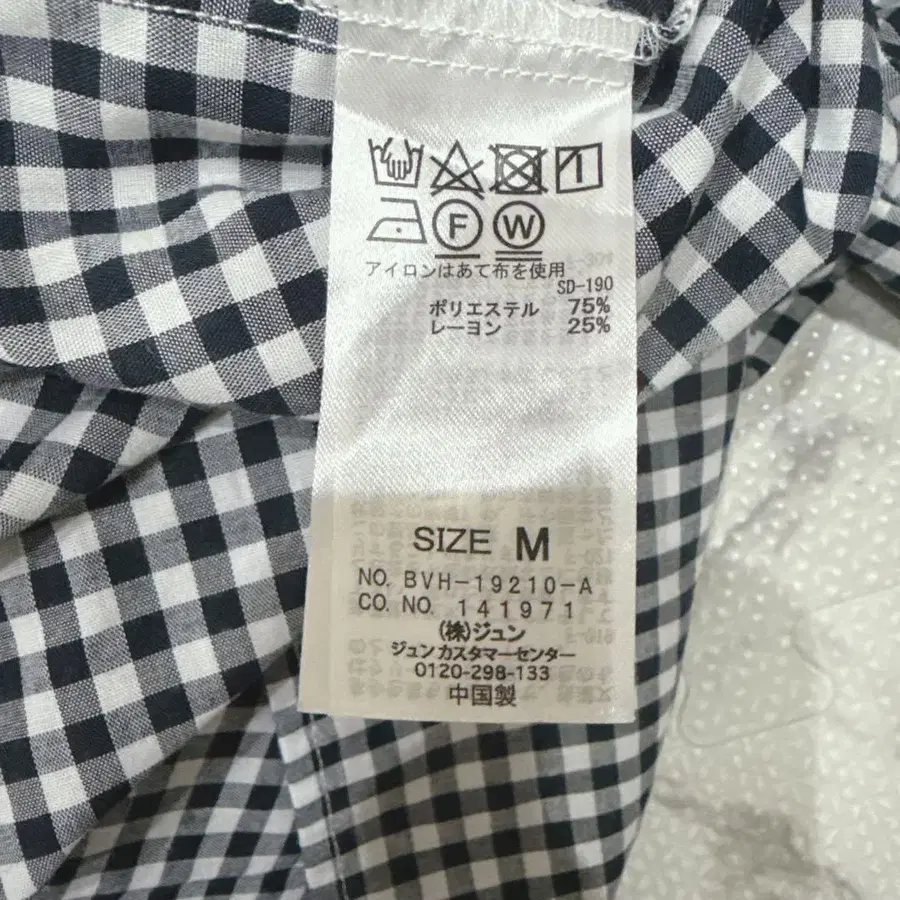 F W
アイロンはあて布を使用
SD-190
ポリエステル 75%
レーヨン 25%
SIZE M
NO. BVH-19210-A
CO. NO. 141971
(株)ジュン
ジュン カスタマーセンター
0120-298-133
中国製